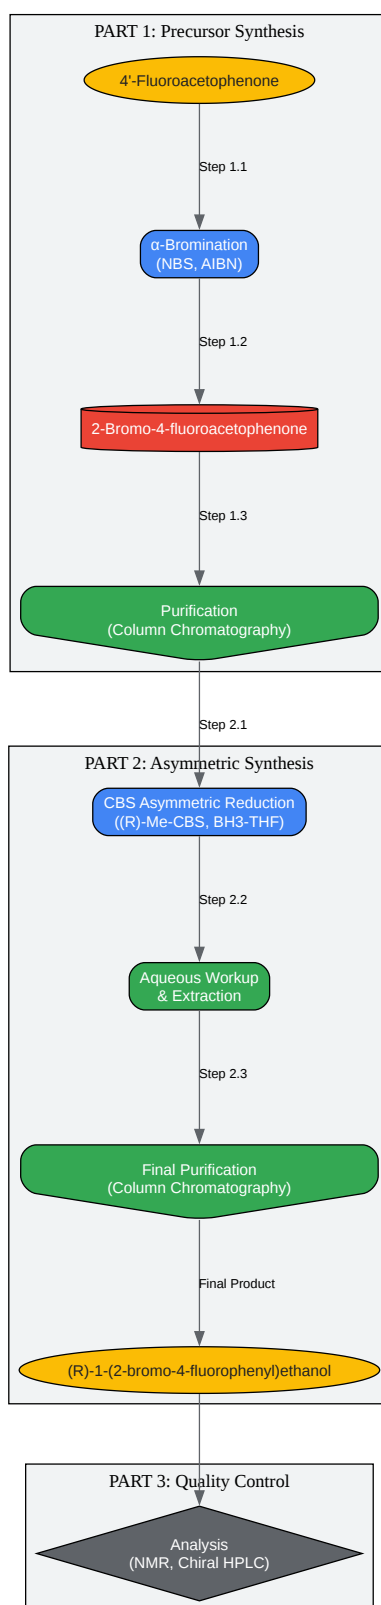 PART 1: Precursor Synthesis
4'-Fluoroacetophenone
Step 1.1
α-Bromination
(NBS, AIBN)
Step 1.2
2-Bromo-4-fluoroacetophenone
Step 1.3
Purification
(Column Chromatography)
Step 2.1
PART 2: Asymmetric Synthesis
CBS Asymmetric Reduction
((R)-Me-CBS, BH3-THF)
Step 2.2
Aqueous Workup
& Extraction
Step 2.3
Final Purification
(Column Chromatography)
Final Product
(R)-1-(2-bromo-4-fluorophenyl)ethanol
PART 3: Quality Control
Analysis
(NMR, Chiral HPLC)